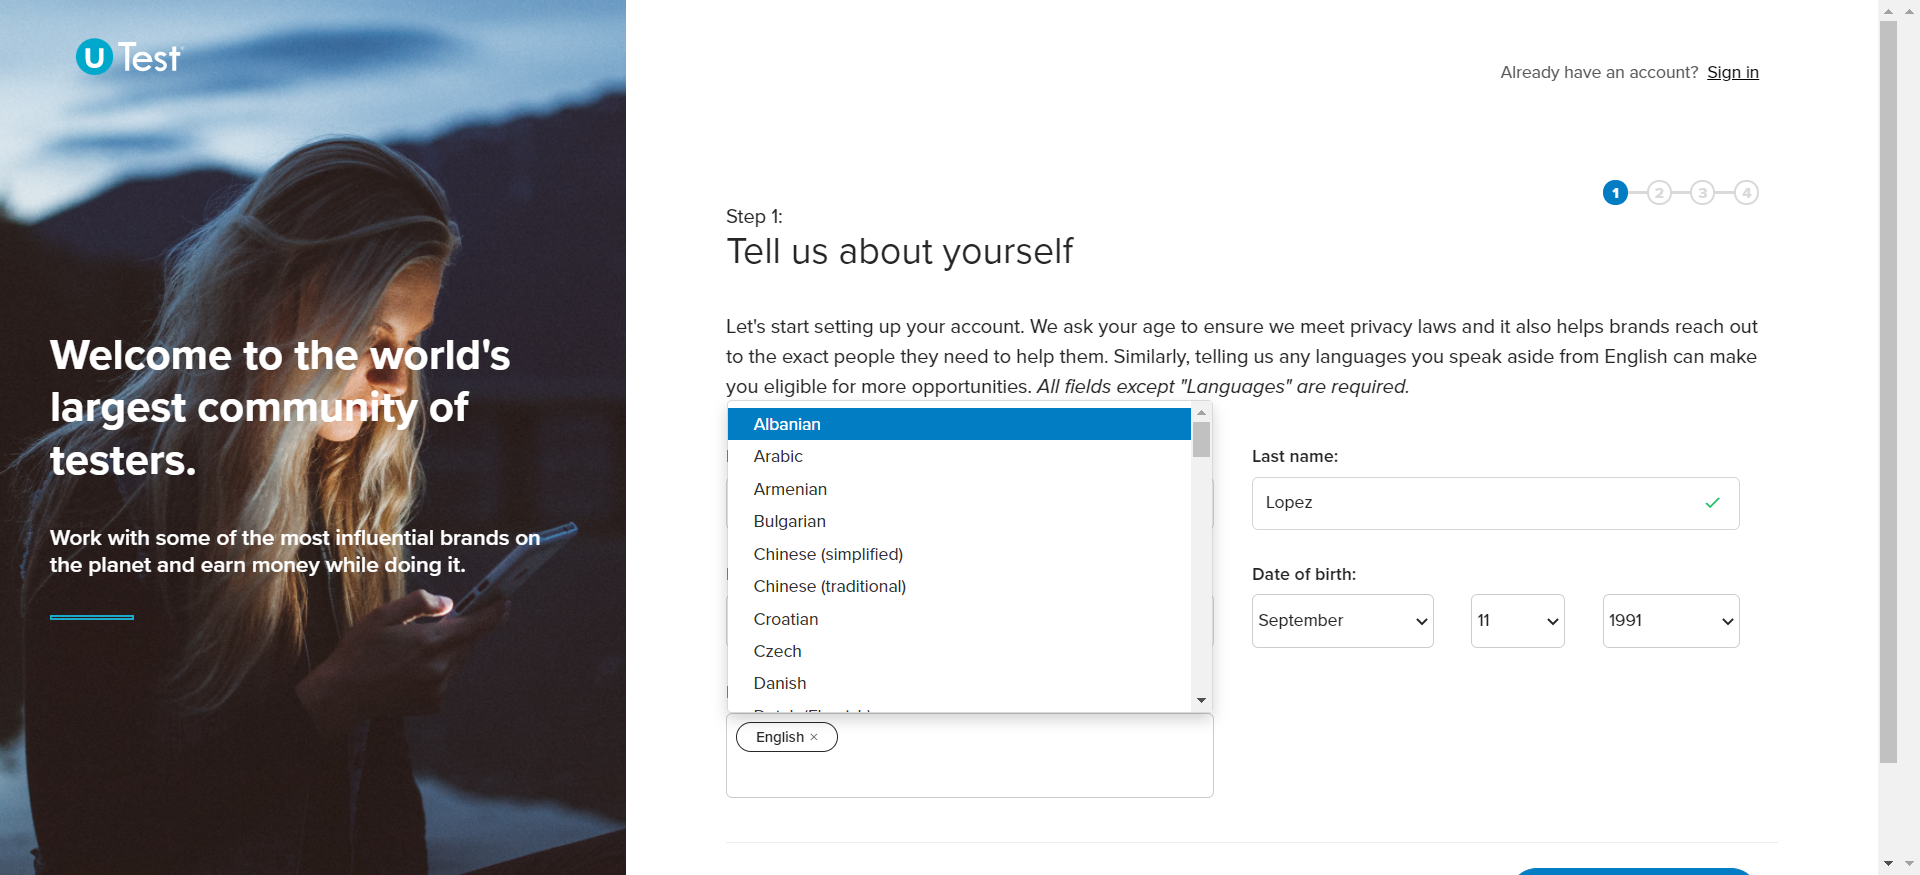 U Test
Welcome to the world's
largest community of
testers.
Work with some of the most influential brands on
the planet and earn money while doing it.
Already have an account? Sign in
1 2 3 4
Step 1:
Tell us about yourself
Let's start setting up your account. We ask your age to ensure we meet privacy laws and it also helps brands reach out
to the exact people they need to help them. Similarly, telling us any languages you speak aside from English can make
you eligible for more opportunities. All fields except "Languages" are required.
Albanian
Arabic
Armenian
Bulgarian
Chinese (simplified)
Chinese (traditional)
Croatian
Czech
Danish
English ×
Last name:
Lopez
Date of birth:
September 11 1991